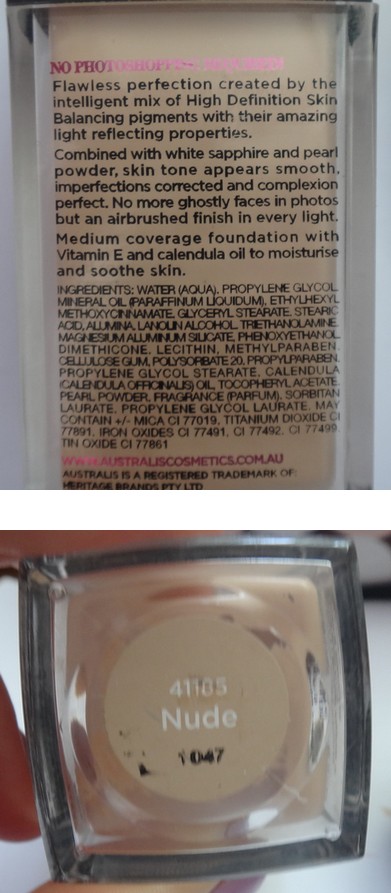 NO PHOTOSHOPPING
Flawless perfection created by the
intelligent mix of High Definition Skin
Balancing pigments with their amazing
light reflecting properties.
Combined with white sapphire and pearl
powder, skin tone appears smooth,
imperfections corrected and complexion
perfect. No more ghostly faces in photos
but an airbrushed finish in every light.
Medium coverage foundation with
Vitamin E and calendula oil to moisturise
and soothe skin.
INGREDIENTS: WATER (AQUA), PROPYLENE GLYCOL
MINERAL OIL (PARAFFINUM LIQUIDUM), ETHYLHEXYL
METHOXYCINNAMATE, GLYCERYL STEARATE, STEARIC
ACID, ALUMINA, LANOLIN ALCOHOL, TRIETHANOLAMINE,
MAGNESIUM ALUMINUM SILICATE, PHENOXYETHANOL
DIMETHICONE, LECITHIN, METHYLPARABEN,
CELLULOSE GUM, POLYSORBATE 20, PROPYLPARABEN,
PROPYLENE GLYCOL STEARATE, CALENDULA
(CALENDULA OFFICINALIS) OIL, TOCOPHERYL ACETATE,
PEARL POWDER, FRAGRANCE (PARFUM), SORBITAN
LAURATE, PROPYLENE GLYCOL LAURATE, MAY
CONTAIN +/- MICA CI 77019, TITANIUM DIOXIDE CI
77891, IRON OXIDES CI 77491, CI 77492, CI 77499,
TIN OXIDE CI 77861
WWW.AUSTRALISCOSMETICS.COM.AU
AUSTRALIS IS A REGISTERED TRADEMARK OF:
HERITAGE BRANDS PTY LTD
41185
Nude
1047